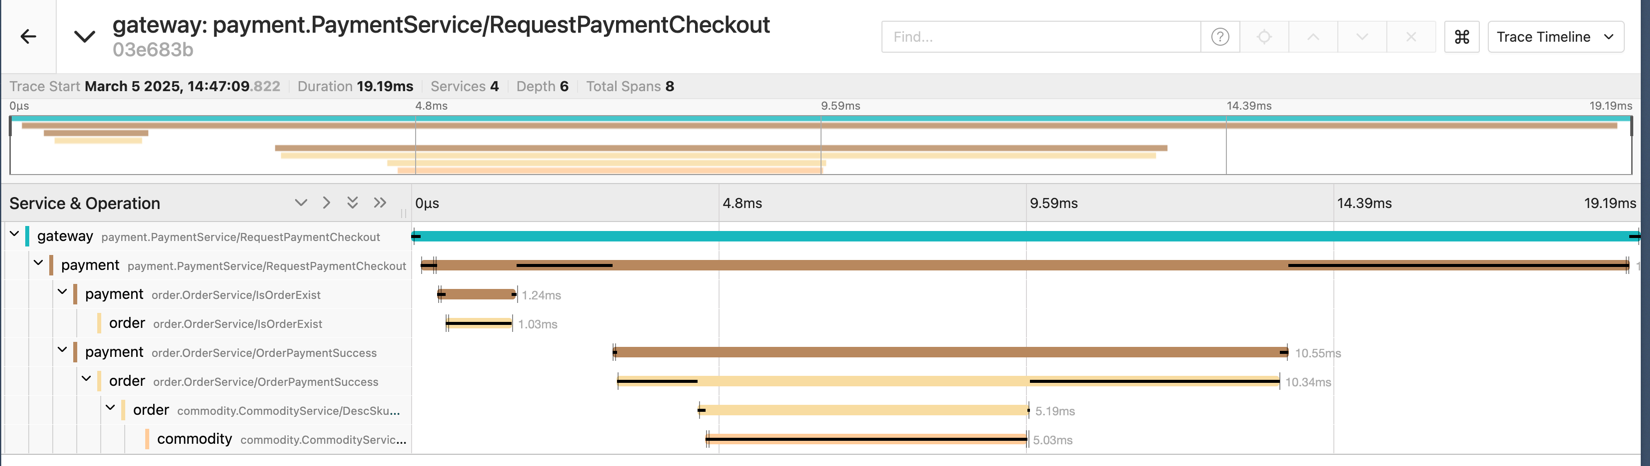 gateway: payment.PaymentService/RequestPaymentCheckout
03e683b
Find...
?
⌘
Trace Timeline
Trace Start March 5 2025, 14:47:09.822 Duration 19.19ms Services 4 Depth 6 Total Spans 8
0μs 4.8ms 9.59ms 14.39ms 19.19ms
Service & Operation 0μs 4.8ms 9.59ms 14.39ms 19.19ms
gateway payment.PaymentService/RequestPaymentCheckout
payment payment.PaymentService/RequestPaymentCheckout
payment order.OrderService/IsOrderExist 1.24ms
order order.OrderService/IsOrderExist 1.03ms
payment order.OrderService/OrderPaymentSuccess 10.55ms
order order.OrderService/OrderPaymentSuccess 10.34ms
order commodity.CommodityService/DescSku... 5.19ms
commodity commodity.CommodityServic... 5.03ms